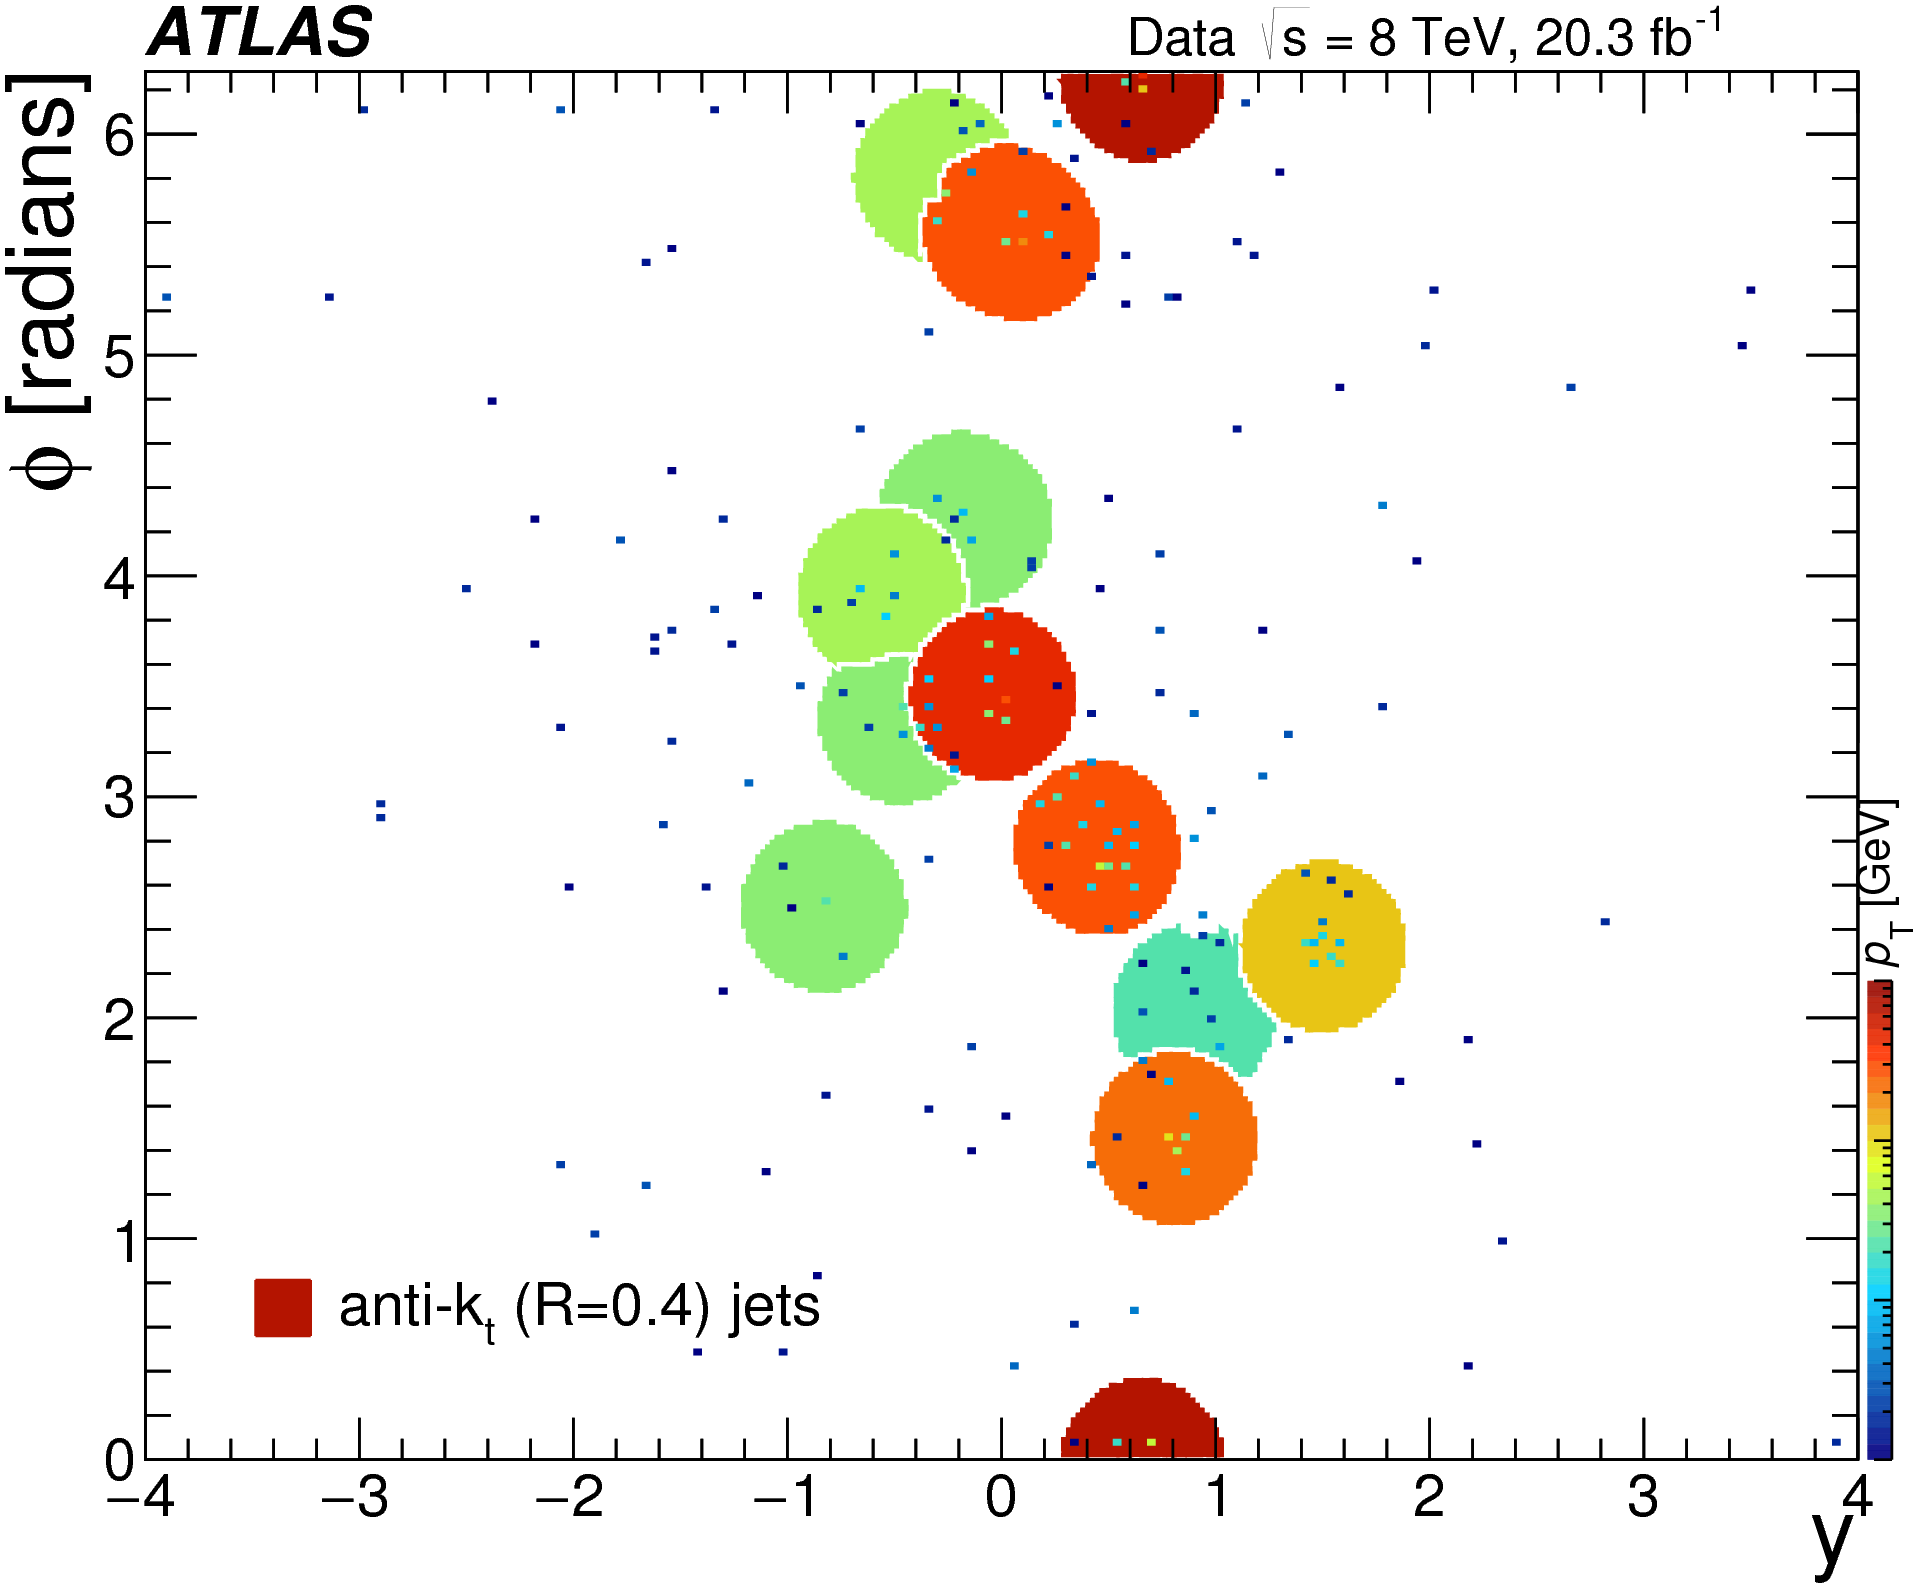 ATLAS
Data √s = 8 TeV, 20.3 fb-1
ϕ [radians]
6
5
4
3
2
1
0
pT [GeV]
anti-kt (R=0.4) jets
−4 −3 −2 −1 0 1 2 3 4
y